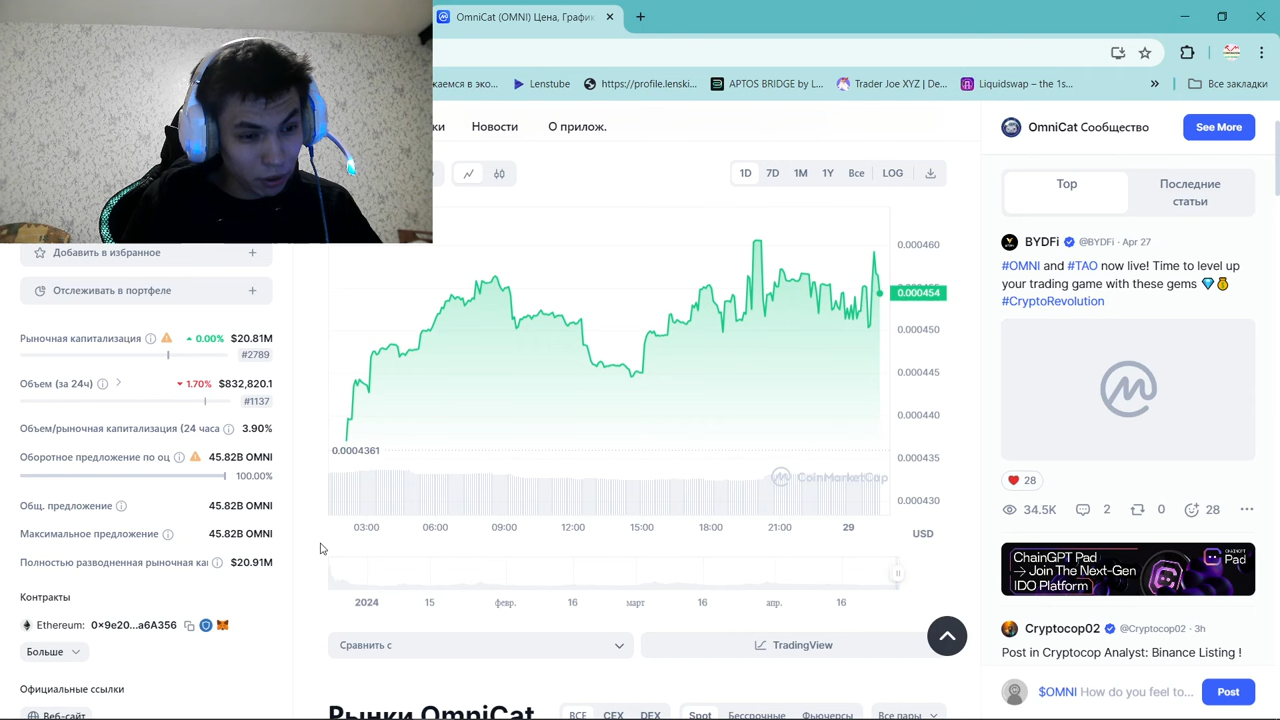 OmniCat (OMNI) Цена, График
каемся в эко...
Lenstube
https://profile.lenski...
APTOS BRIDGE by L...
Trader Joe XYZ | De...
Liquidswap – the 1s...
»
Все закладки
ки
Новости
О прилож.
1D
7D
1M
1Y
Все
LOG
Добавить в избранное
Отслеживать в портфеле
Рыночная капитализация
0.00%
$20.81M
#2789
Объем (за 24ч)
1.70%
$832,820.1
#1137
Объем/рыночная капитализация (24 часа
3.90%
Оборотное предложение по оц
45.82B OMNI
100.00%
Общ. предложение
45.82B OMNI
Максимальное предложение
45.82B OMNI
Полностью разводненная рыночная ка
$20.91M
Контракты
Ethereum: 0x9e20...a6A356
Больше
Официальные ссылки
Веб-сайт
0.000460
0.000454
0.000450
0.000445
0.000440
0.000435
0.000430
0.0004361
CoinMarketCap
03:00
06:00
09:00
12:00
15:00
18:00
21:00
29
USD
2024
15
февр.
16
март
16
апр.
16
Сравнить с
TradingView
Рынки OmniCat
ВСЕ
CEX
DEX
Spot
Бессрочные
Фьючерсы
Все пары
OmniCat Сообщество
See More
Top
Последние
статьи
BYDFi @BYDFi · Apr 27
#OMNI and #TAO now live! Time to level up
your trading game with these gems 💎💰
#CryptoRevolution
28
34.5K
2
0
28
ChainGPT Pad
→ Join The Next-Gen
IDO Platform
CHAINGPT
Pad
Cryptocop02 @Cryptocop02 · 3h
Post in Cryptocop Analyst: Binance Listing !
$OMNI How do you feel to...
Post